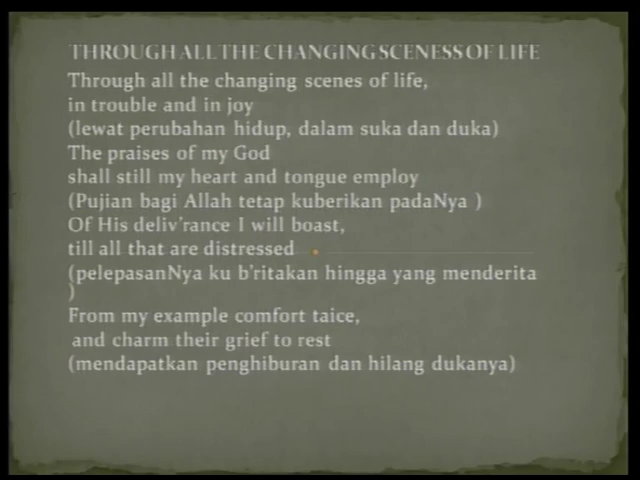 THROUGH ALL THE CHANGING SCENESS OF LIFE
Through all the changing scenes of life,
in trouble and in joy
(lewat perubahan hidup, dalam suka dan duka)
The praises of my God
shall still my heart and tongue employ
(Pujian bagi Allah tetap kuberikan padaNya )
Of His deliv'rance I will boast,
till all that are distressed
(pelepasanNya ku b'ritakan hingga yang menderita
)
From my example comfort taice,
and charm their grief to rest
(mendapatkan penghiburan dan hilang dukanya)